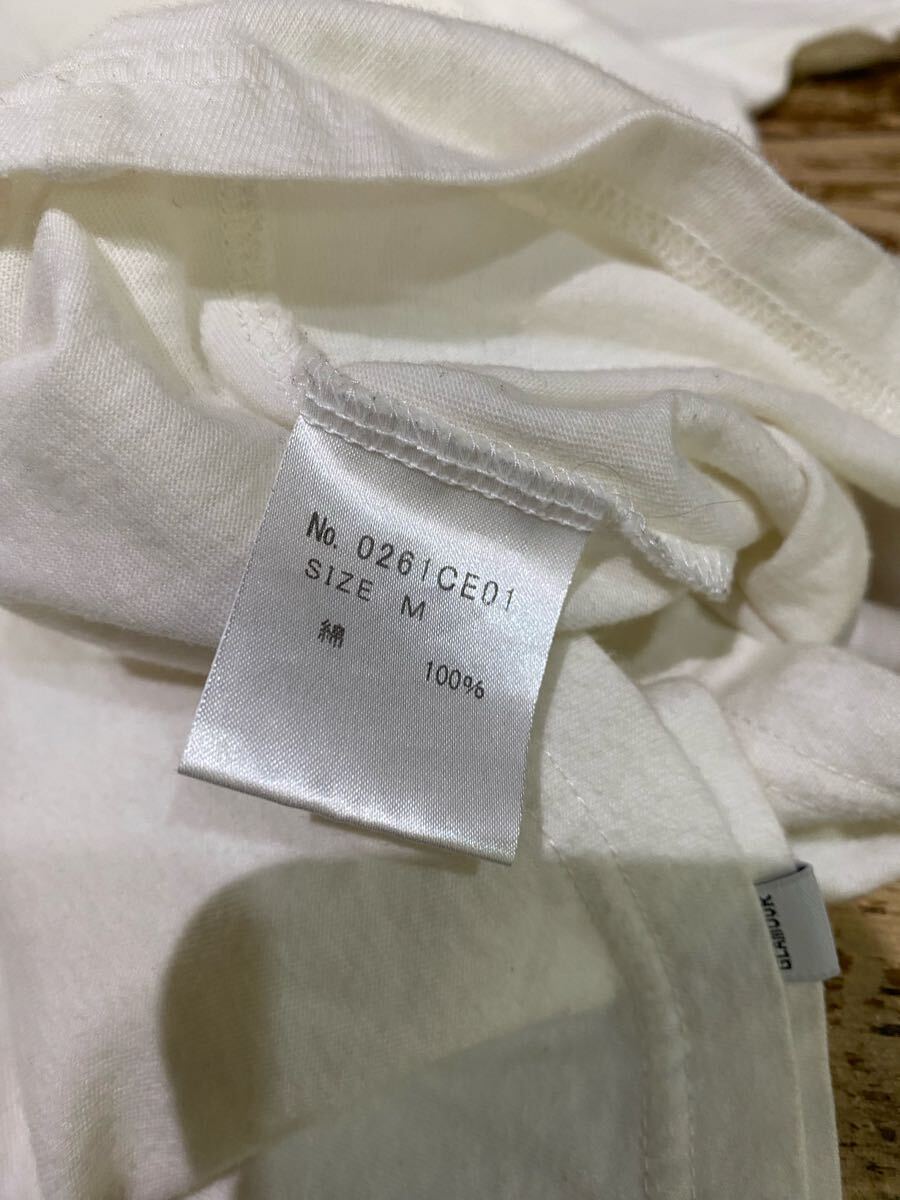 No. 0261CE01
SIZE M
綿 100%
GLAMOUR